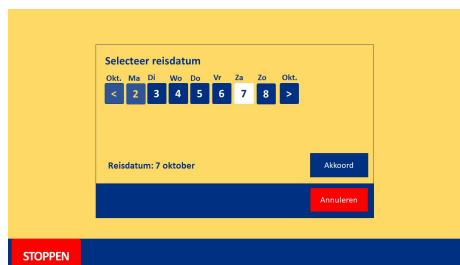 Selecteer reisdatum
Okt. Ma Di Wo Do Vr Za Zo Okt.
< 2 3 4 5 6 7 8 >
Reisdatum: 7 oktober
Akkoord
Annuleren
STOPPEN